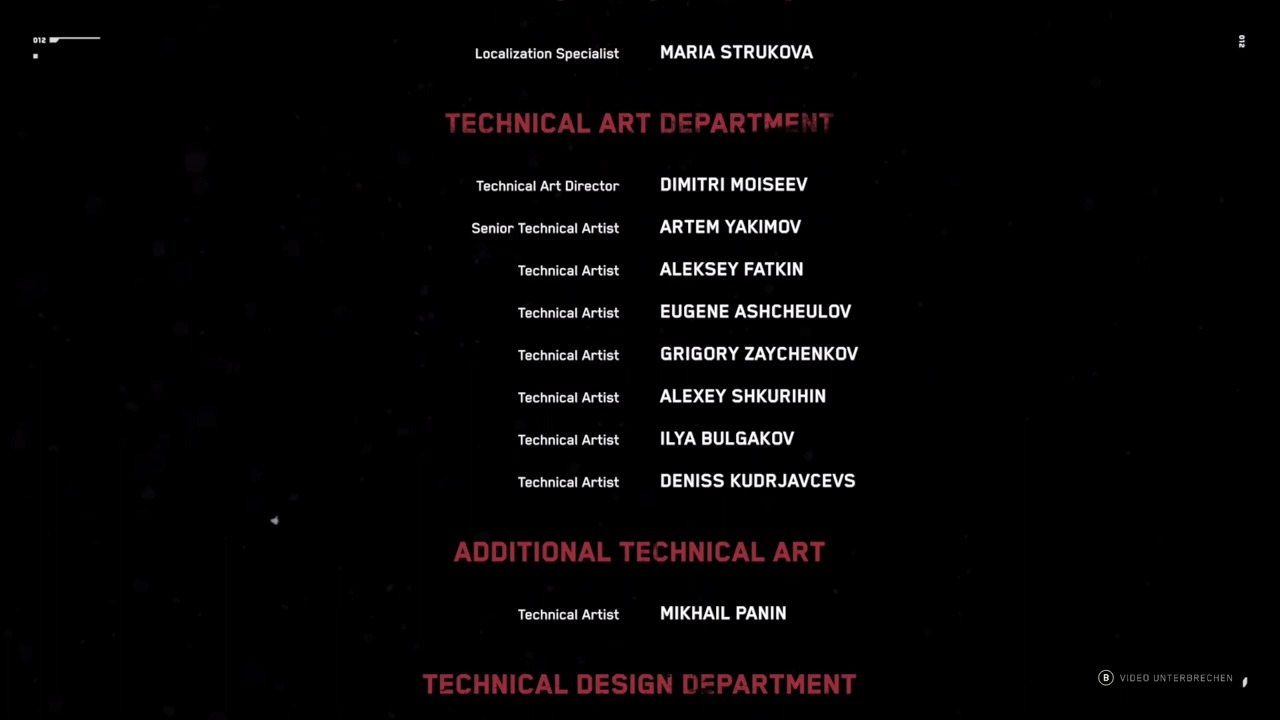 012
012
Localization Specialist MARIA STRUKOVA
TECHNICAL ART DEPARTMENT
Technical Art Director DIMITRI MOISEEV
Senior Technical Artist ARTEM YAKIMOV
Technical Artist ALEKSEY FATKIN
Technical Artist EUGENE ASHCHEULOV
Technical Artist GRIGORY ZAYCHENKOV
Technical Artist ALEXEY SHKURIHIN
Technical Artist ILYA BULGAKOV
Technical Artist DENISS KUDRJAVCEVS
ADDITIONAL TECHNICAL ART
Technical Artist MIKHAIL PANIN
TECHNICAL DESIGN DEPARTMENT
B VIDEO UNTERBRECHEN